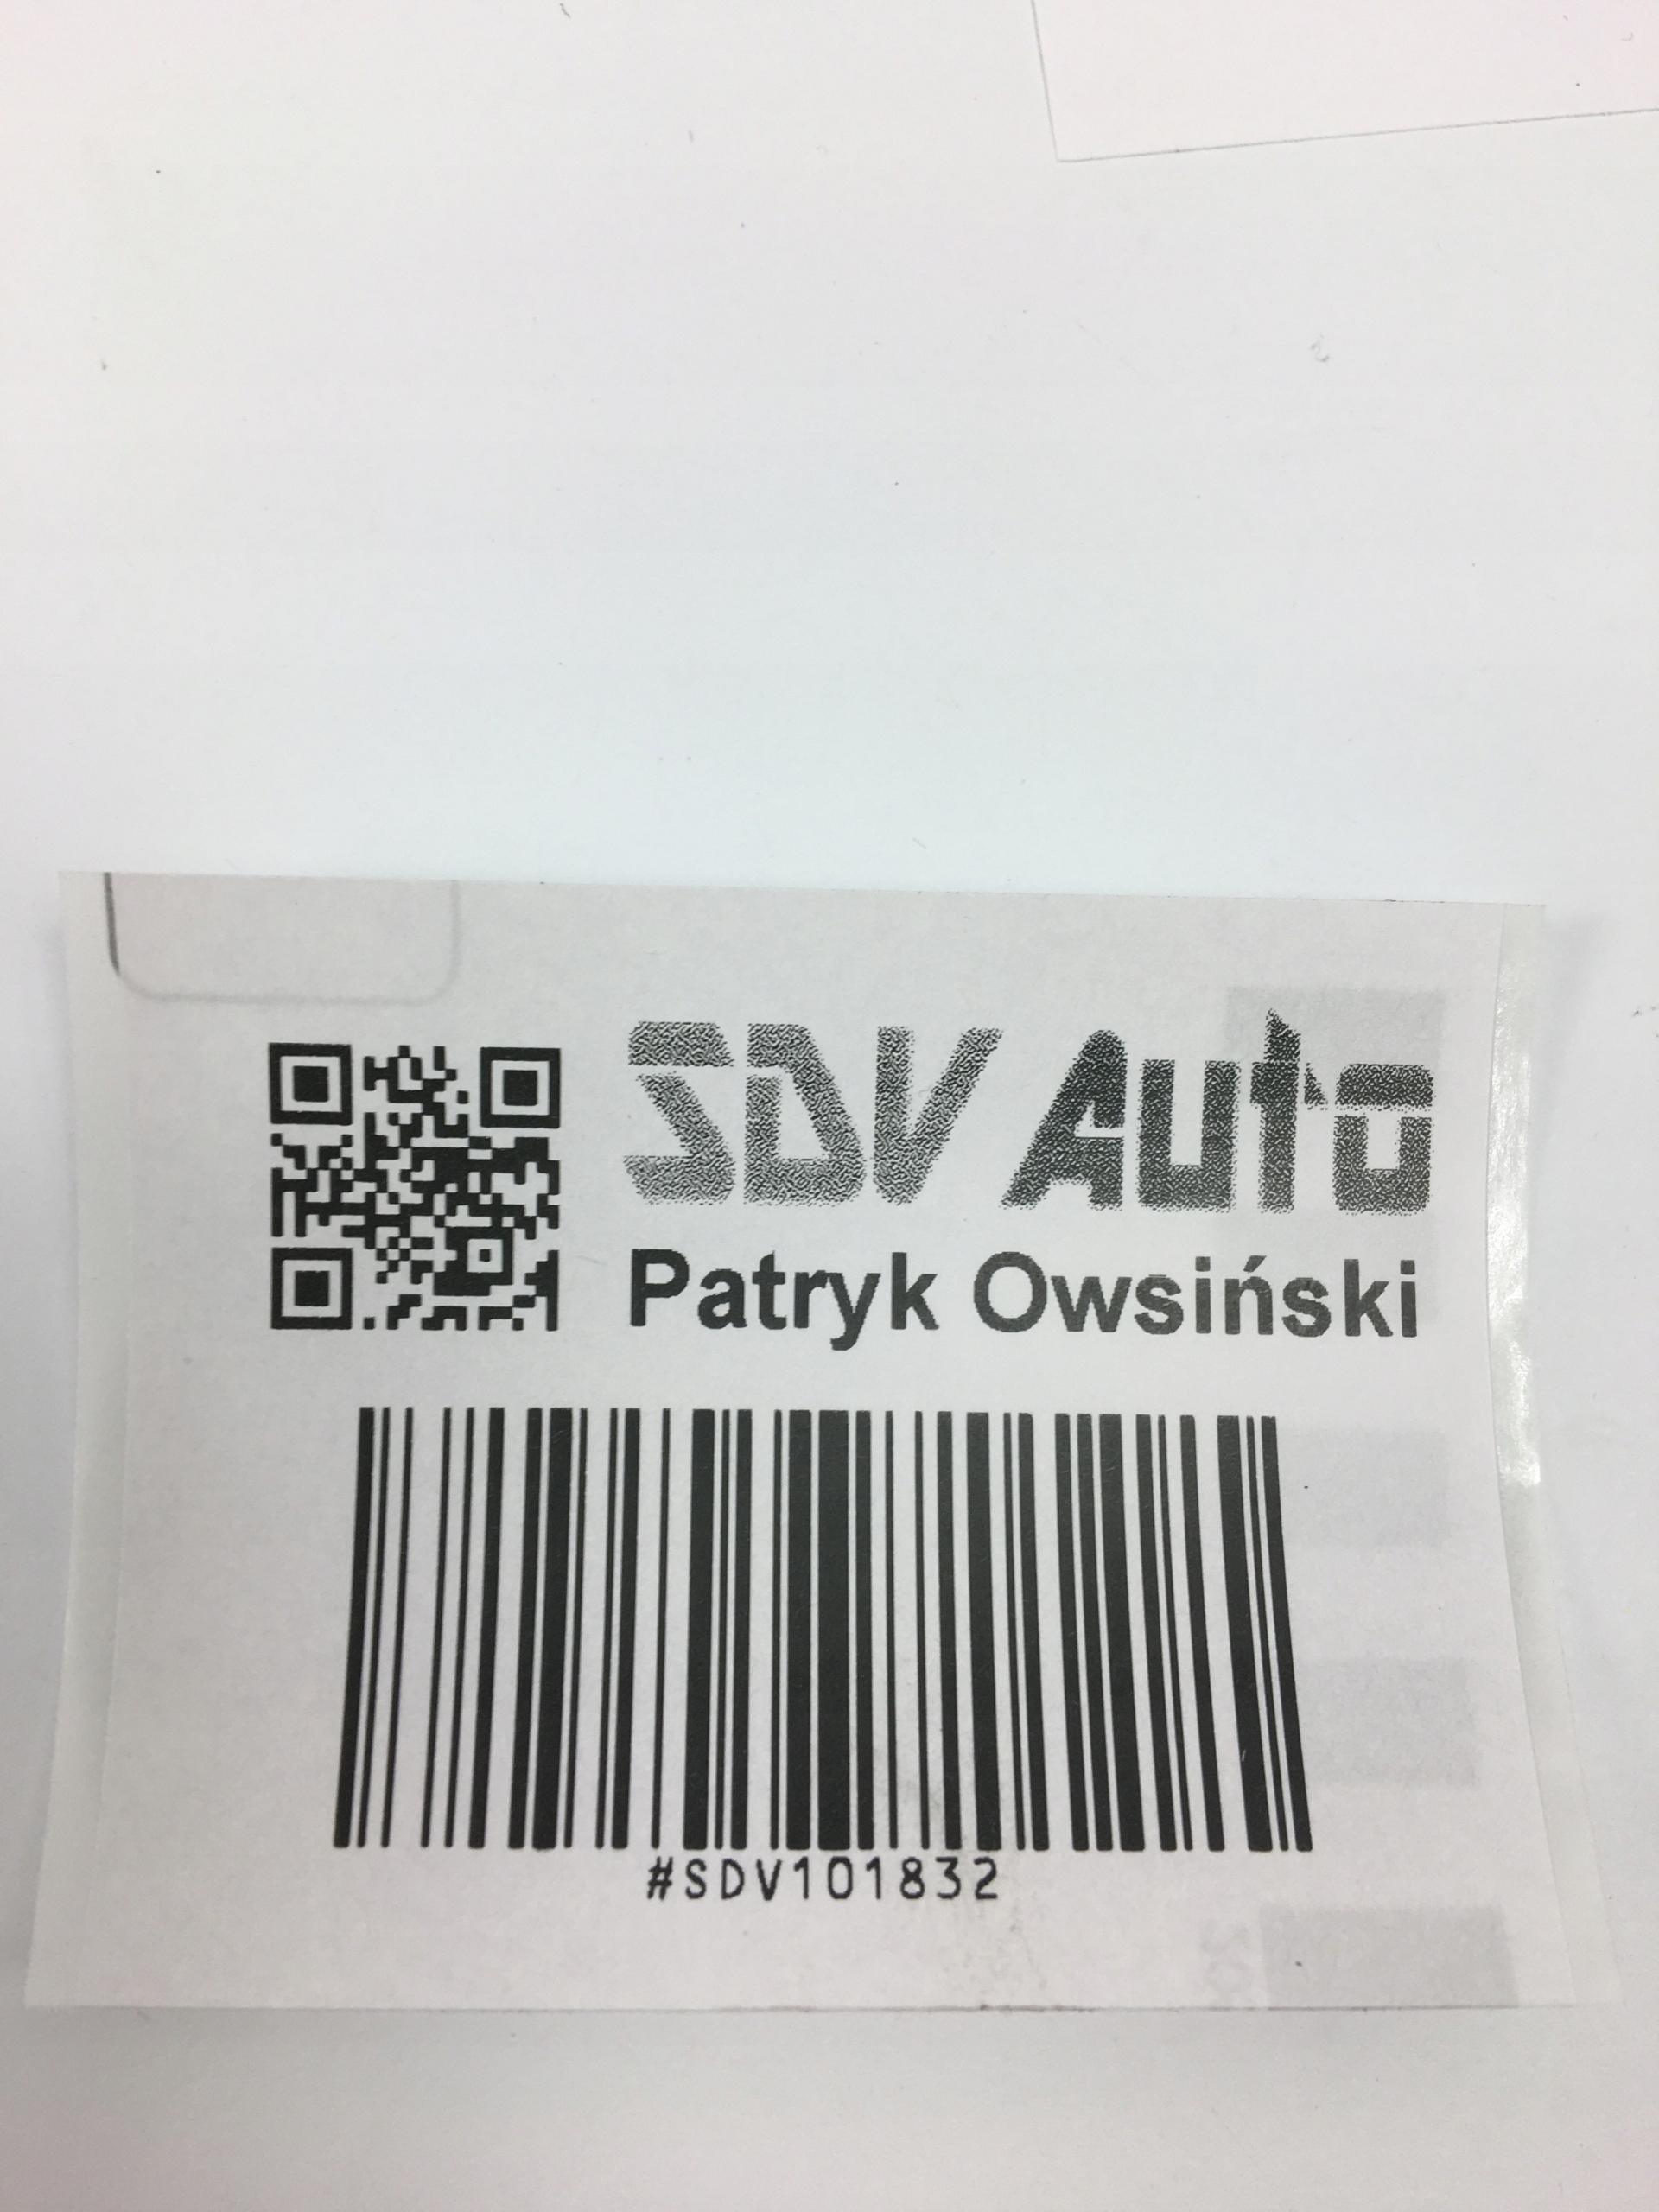 SDV Auto
Patryk Owsiński
#SDV101832